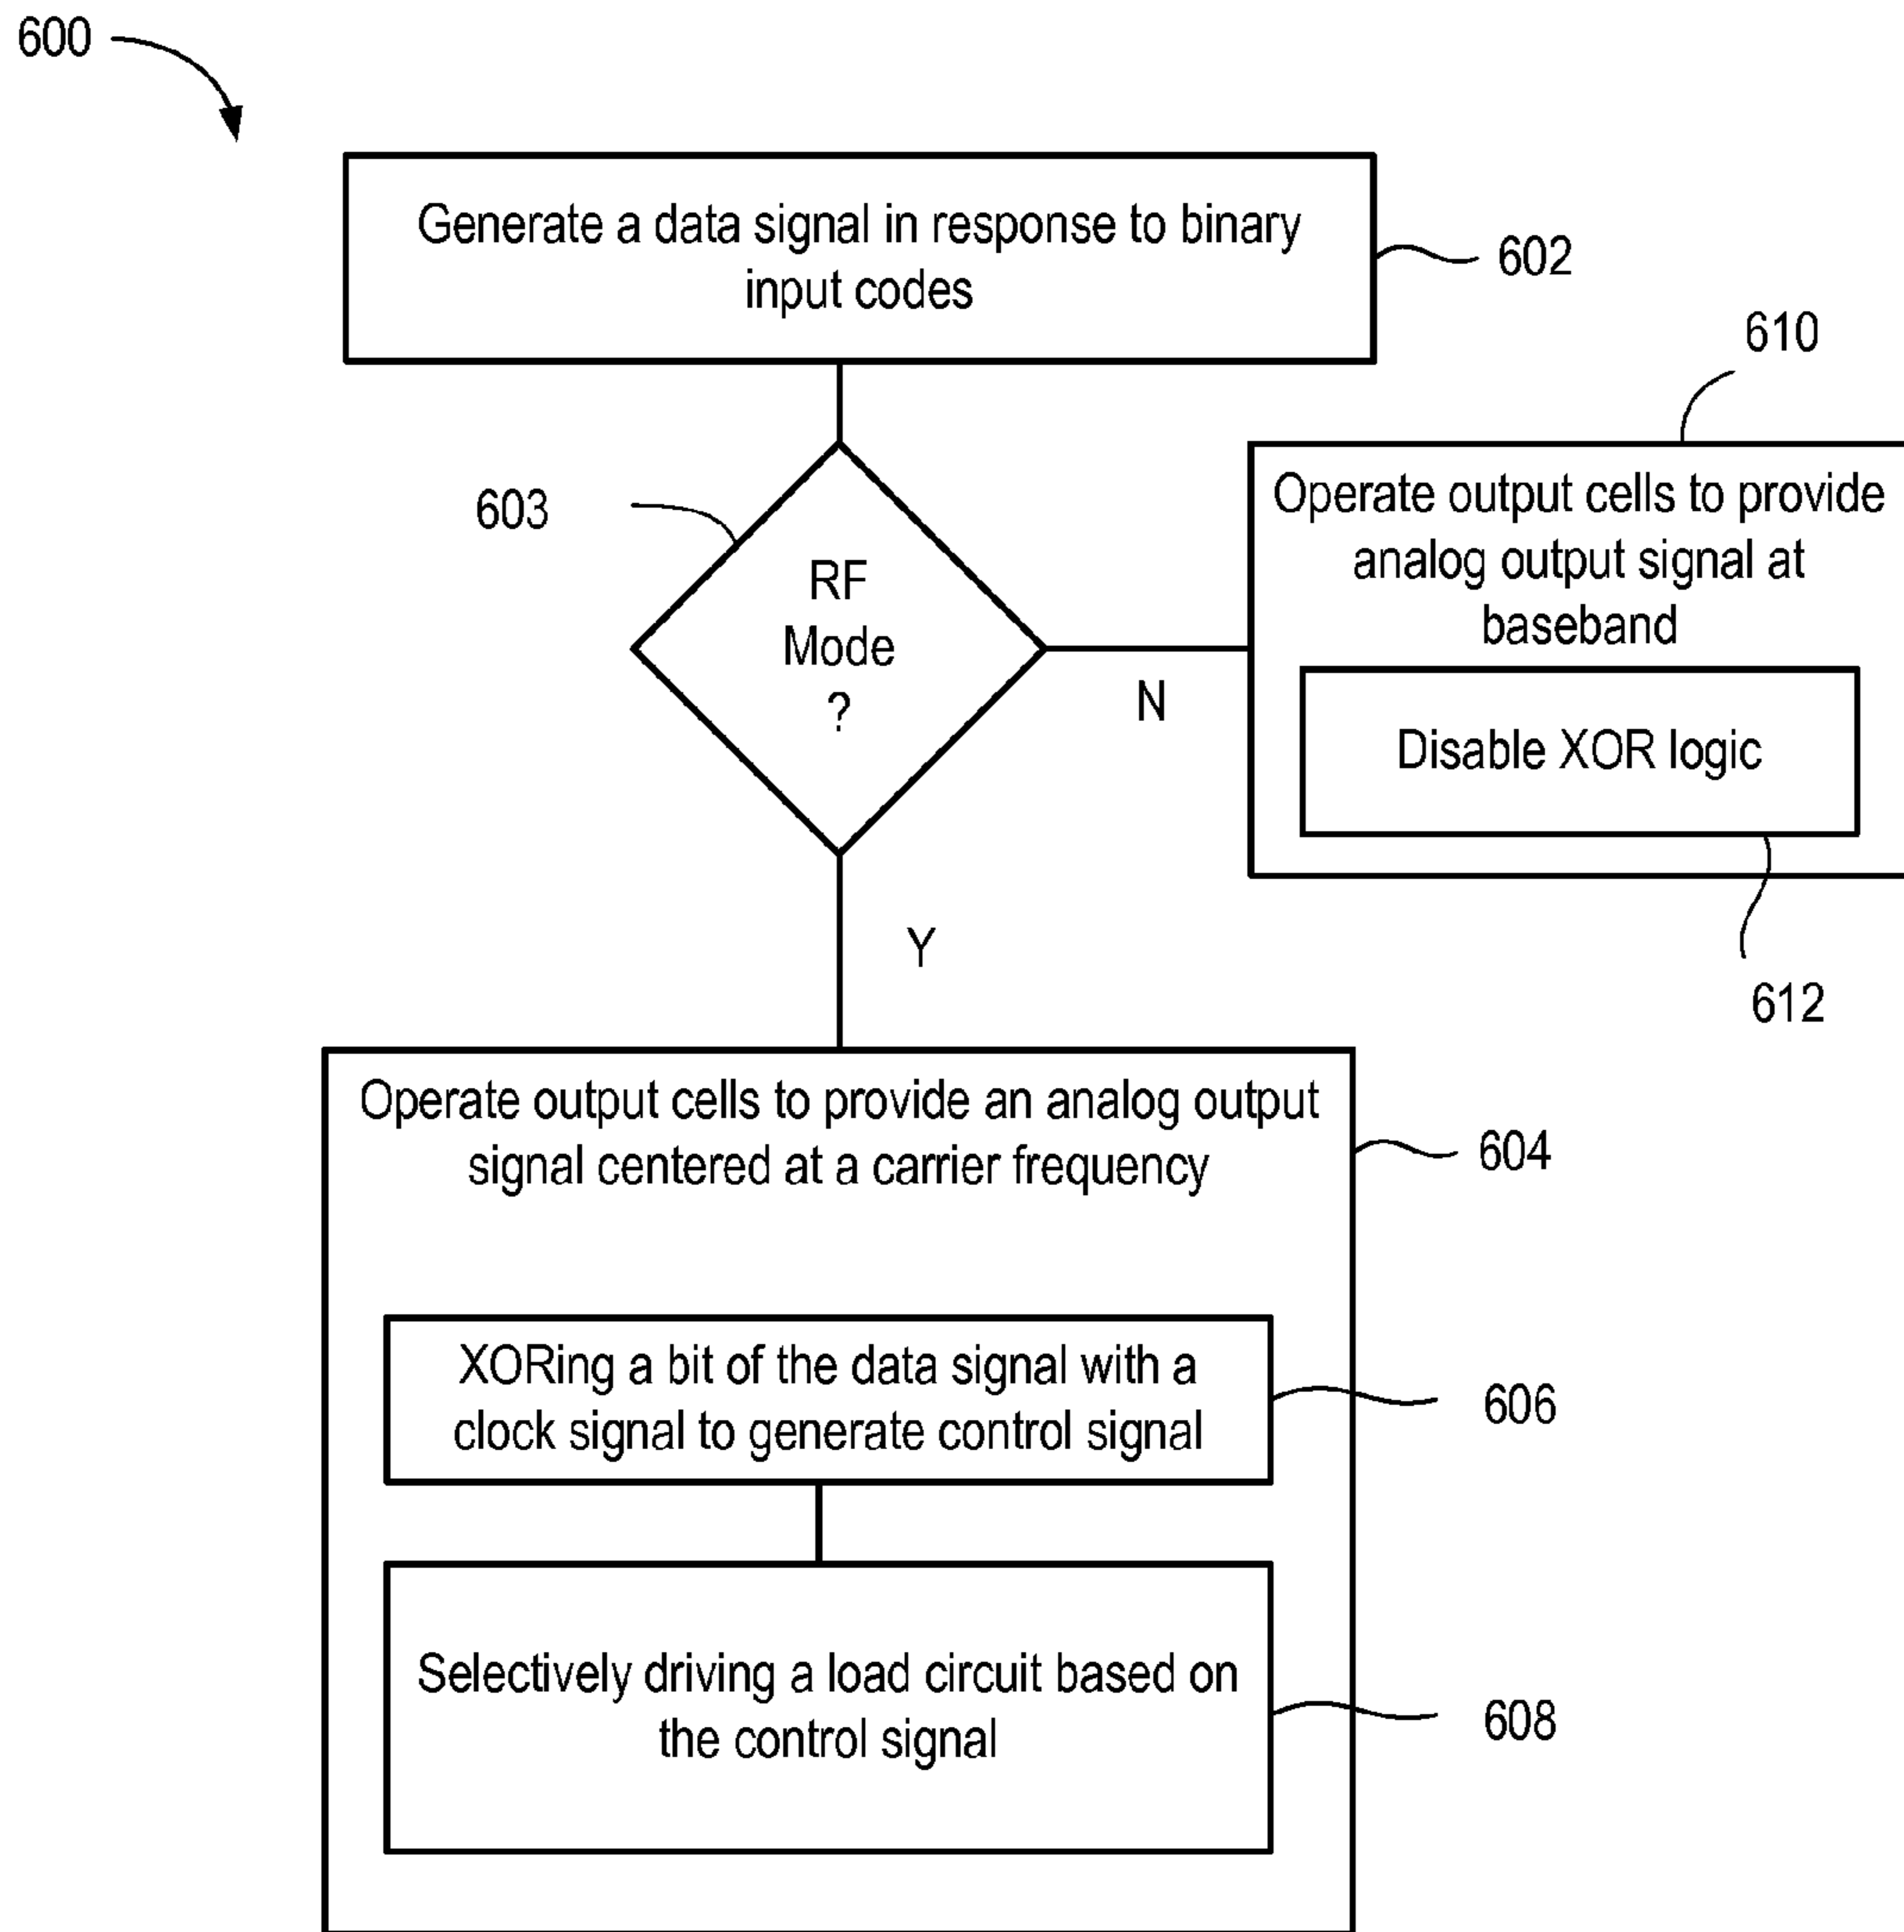 600
Generate a data signal in response to binary
input codes
602
603
RF
Mode
?
N
610
Operate output cells to provide
analog output signal at
baseband
Disable XOR logic
612
Y
Operate output cells to provide an analog output
signal centered at a carrier frequency
604
XORing a bit of the data signal with a
clock signal to generate control signal
606
Selectively driving a load circuit based on
the control signal
608